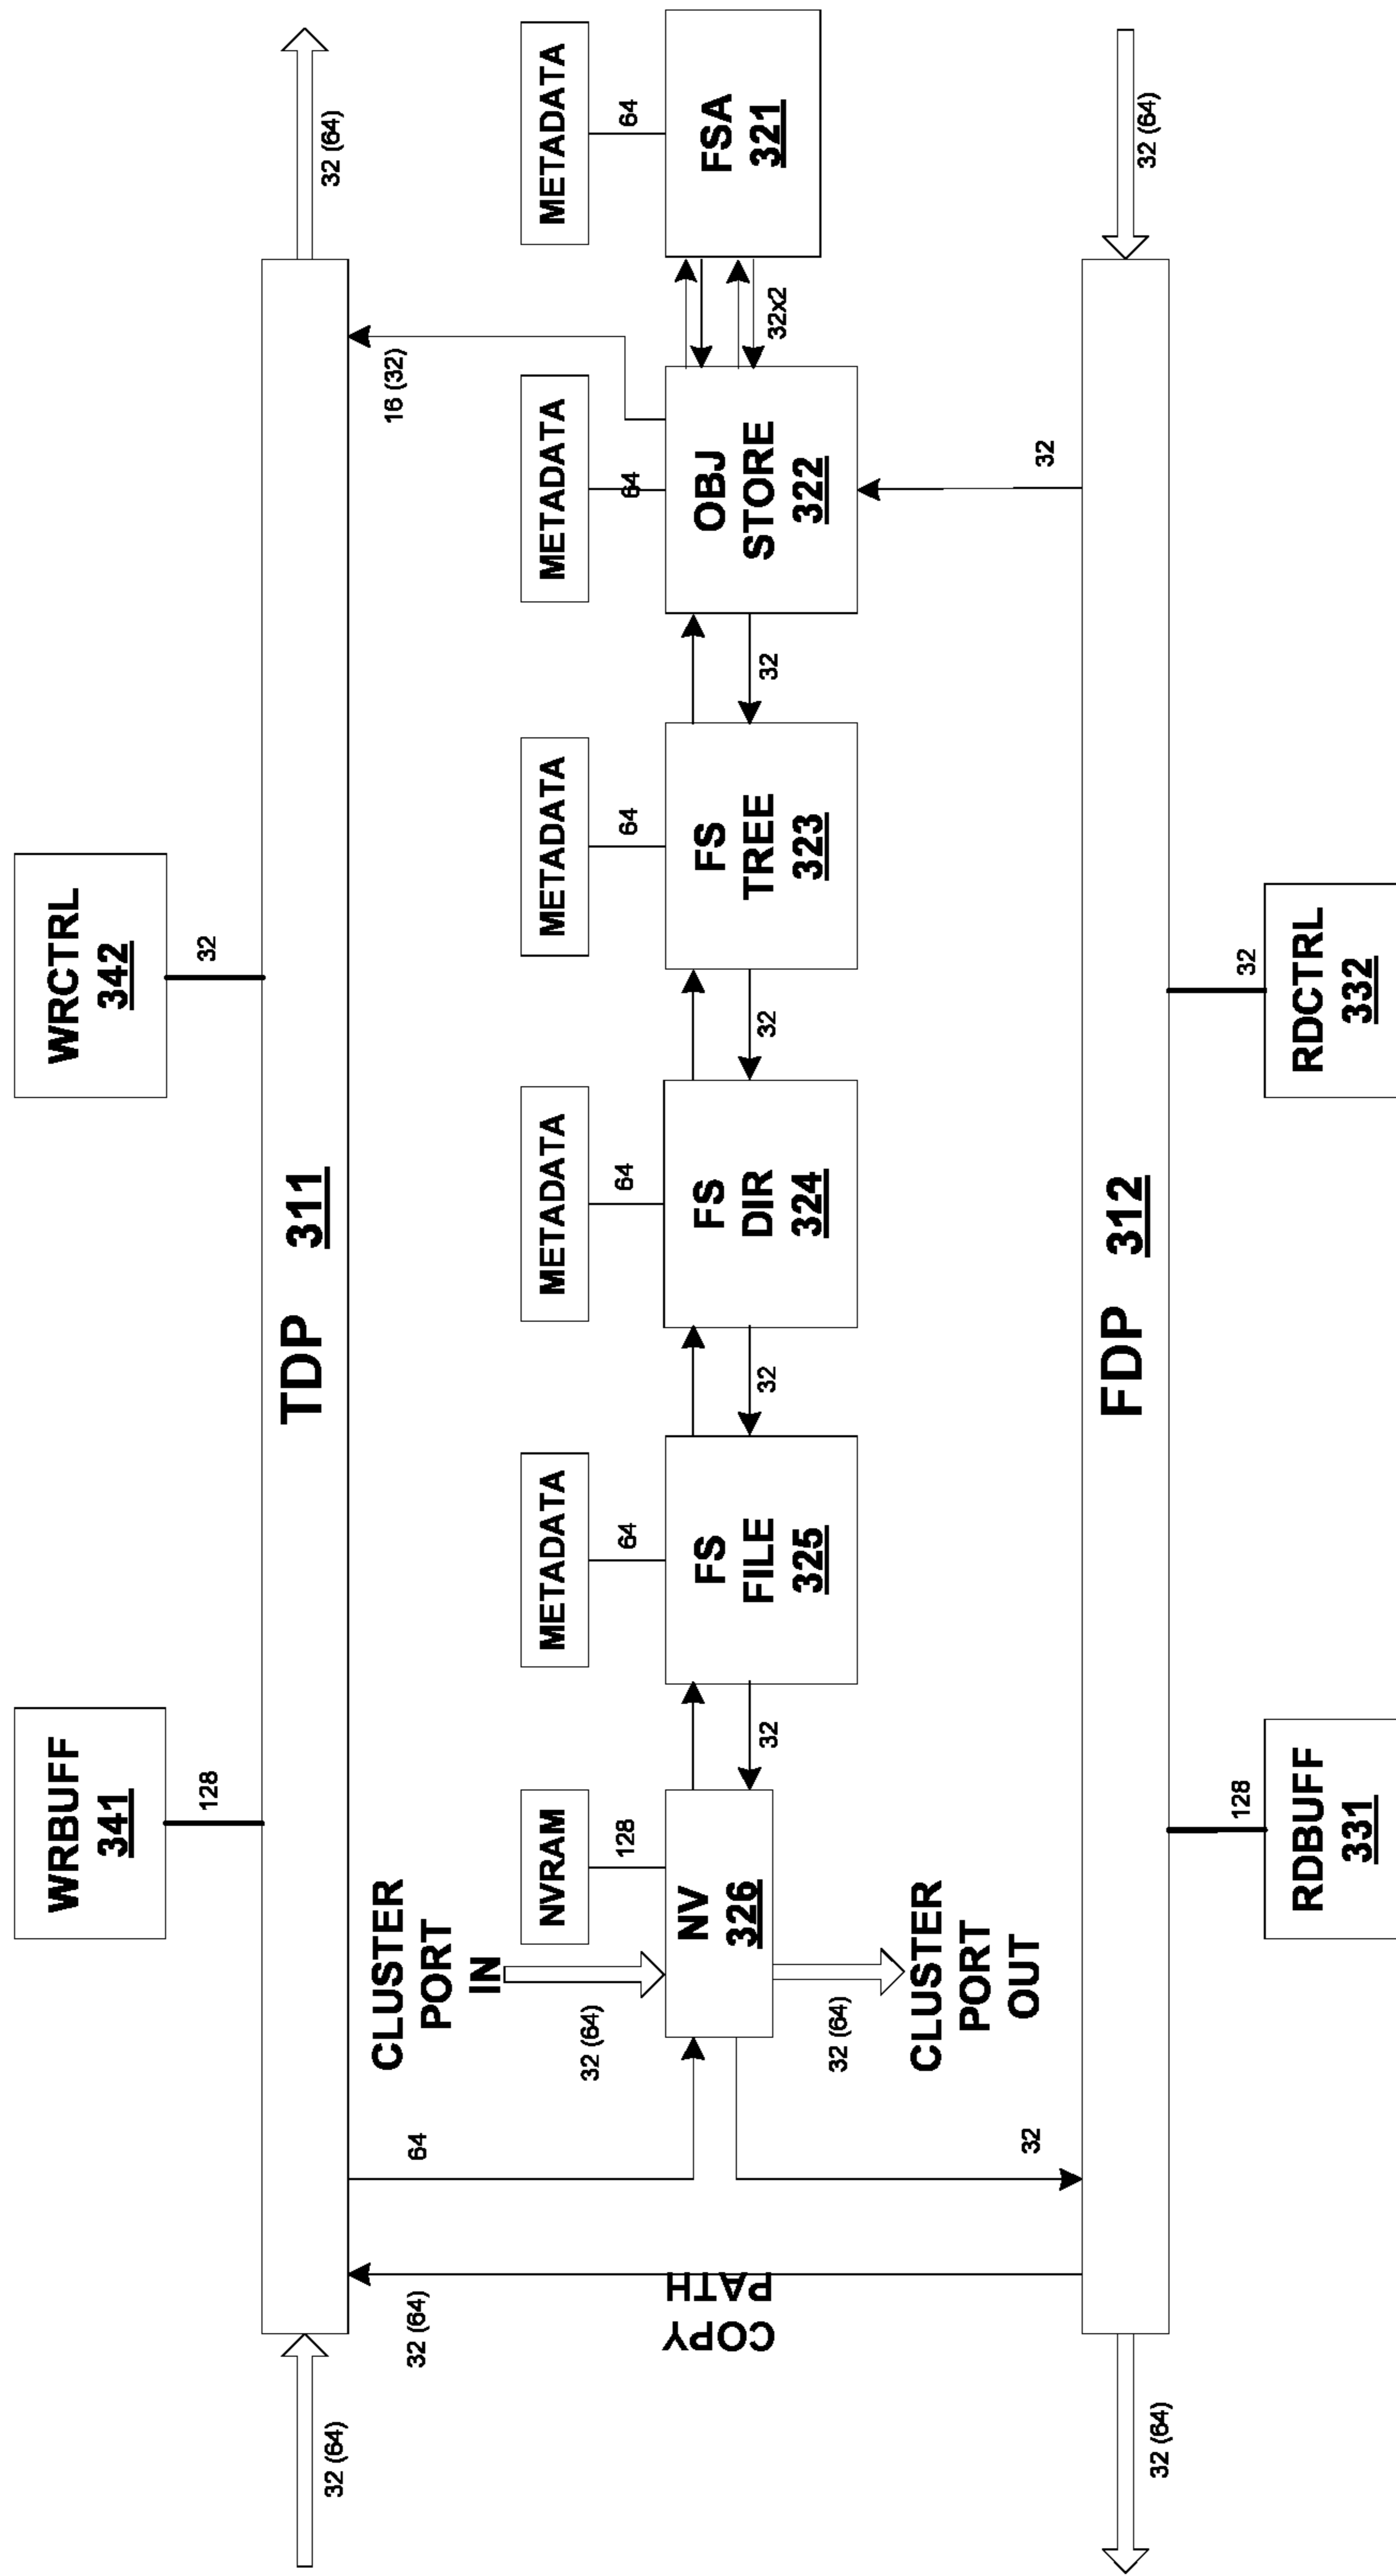 WRBUFF
341
128
WRCTRL
342
32
32 (64)
TDP 311
32 (64)
32 (64)
64
CLUSTER
PORT
IN
32 (64)
16 (32)
NVRAM
128
METADATA
64
METADATA
64
METADATA
64
METADATA
64
METADATA
64
COPY
PATH
NV
326
32
FS
FILE
325
32
FS
DIR
324
32
FS
TREE
323
32
OBJ
STORE
322
32x2
FSA
321
32 (64)
CLUSTER
PORT
OUT
32
32
32 (64)
FDP 312
32 (64)
128
RDBUFF
331
32
RDCTRL
332